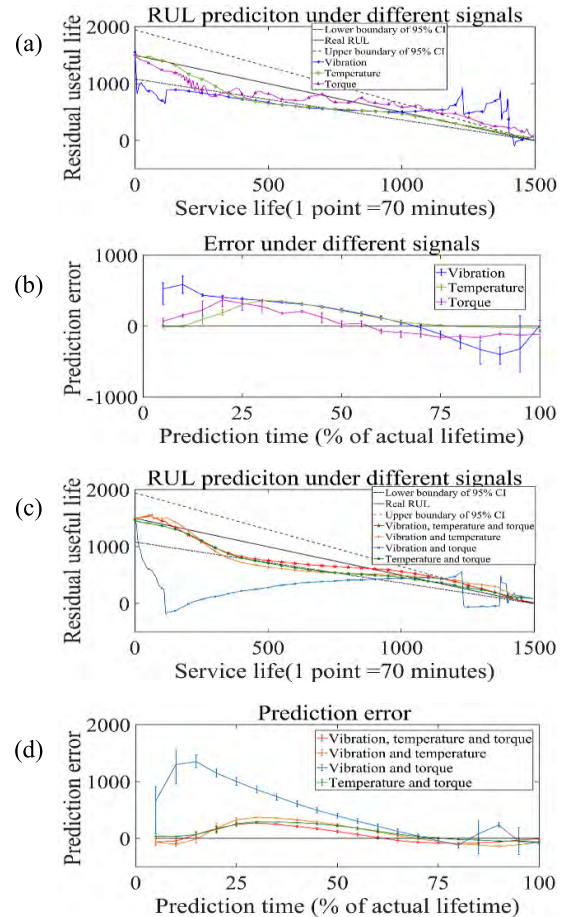 (a)
RUL prediciton under different signals
Residual useful life
2000
1000
0
Lower boundary of 95% CI
Real RUL
Upper boundary of 95% CI
Vibration
Temperature
Torque
0 500 1000 1500
Service life(1 point =70 minutes)
(b)
Error under different signals
Prediction error
1000
0
-1000
Vibration
Temperature
Torque
0 25 50 75 100
Prediction time (% of actual lifetime)
(c)
RUL prediciton under different signals
Residual useful life
2000
1000
0
Lower boundary of 95% CI
Real RUL
Upper boundary of 95% CI
Vibration, temperature and torque
Vibration and temperature
Vibration and torque
Temperature and torque
0 500 1000 1500
Service life(1 point =70 minutes)
(d)
Prediction error
Prediction error
2000
1000
0
Vibration, temperature and torque
Vibration and temperature
Vibration and torque
Temperature and torque
0 25 50 75 100
Prediction time (% of actual lifetime)